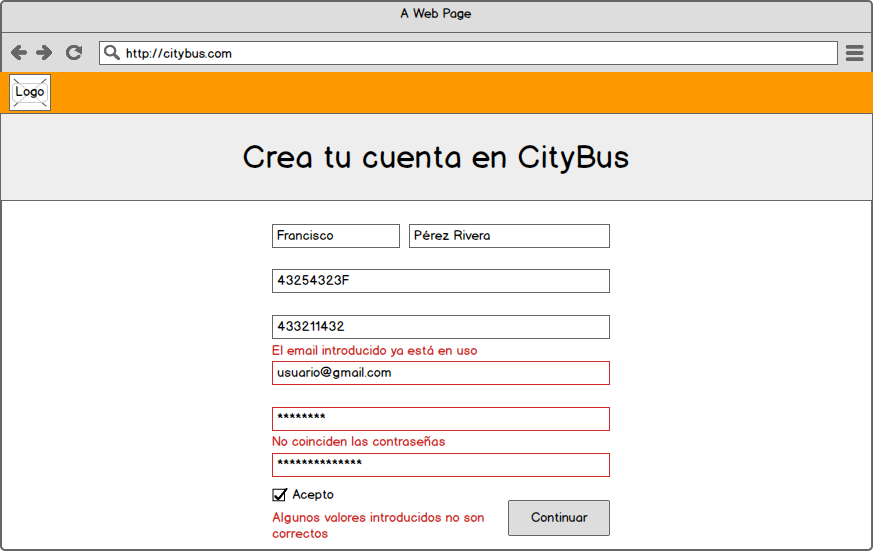 A Web Page
http://citybus.com
Logo
Crea tu cuenta en CityBus
Francisco Pérez Rivera
43254323F
433211432
El email introducido ya está en uso
usuario@gmail.com
********
No coinciden las contraseñas
**************
Acepto
Algunos valores introducidos no son
correctos
Continuar